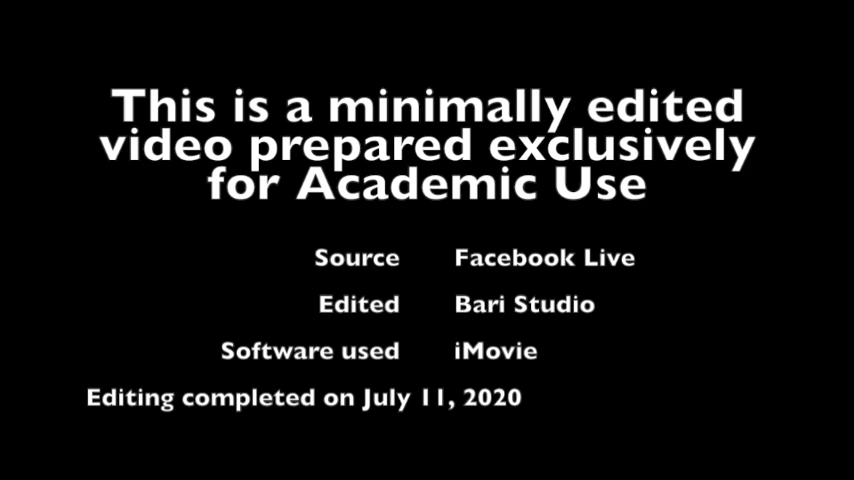 This is a minimally edited
video prepared exclusively
for Academic Use
Source Facebook Live
Edited Bari Studio
Software used iMovie
Editing completed on July 11, 2020